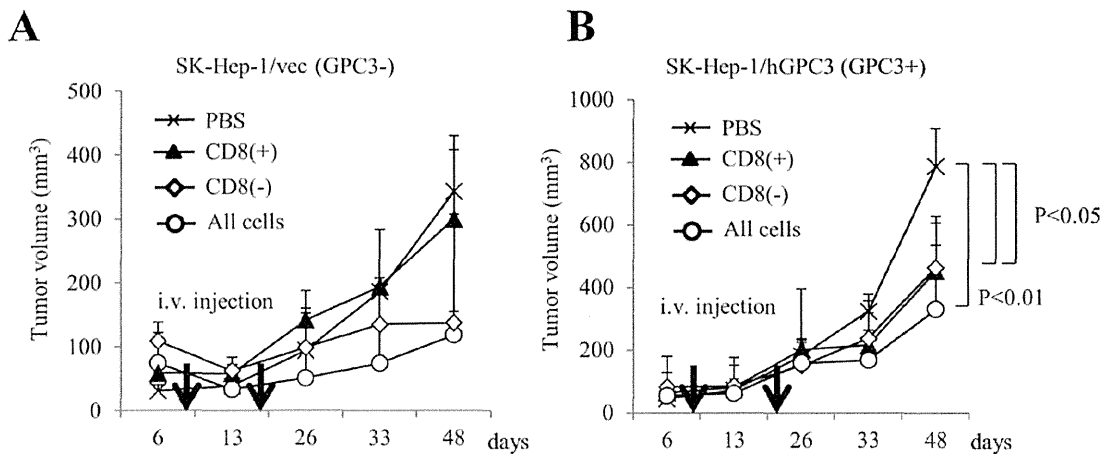 A
SK-Hep-1/vec (GPC3-)
Tumor volume (mm³)
500
400
300
200
100
0
PBS
CD8(+)
CD8(-)
All cells
i.v. injection
6 13 26 33 48 days
B
SK-Hep-1/hGPC3 (GPC3+)
Tumor volume (mm³)
1000
800
600
400
200
0
PBS
CD8(+)
CD8(-)
All cells
i.v. injection
P<0.05
P<0.01
6 13 26 33 48 days